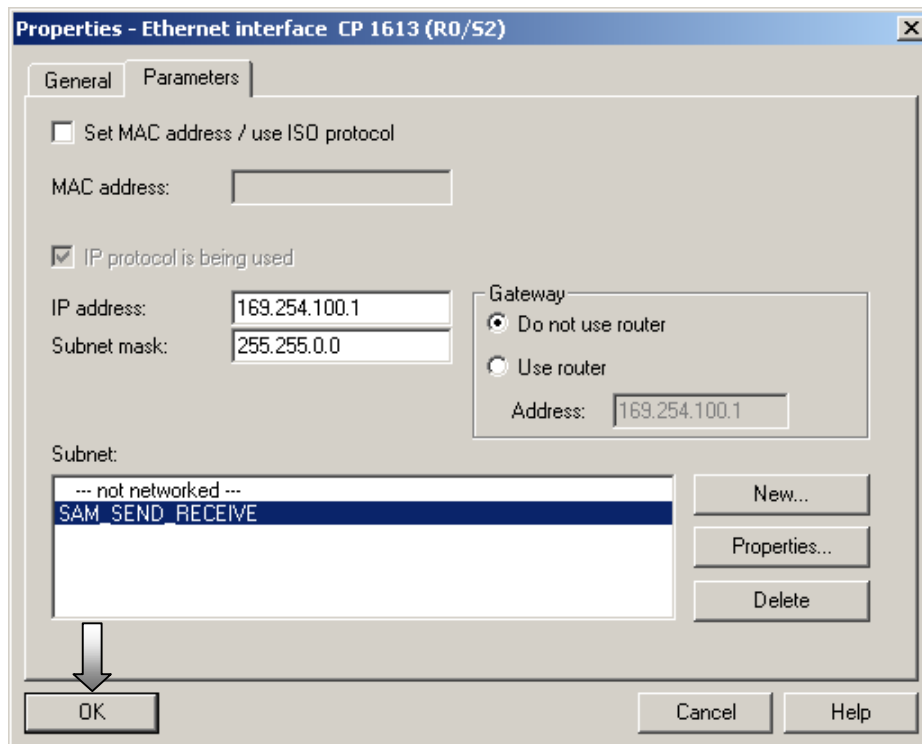 Properties - Ethernet interface CP 1613 (R0/S2)
General
Parameters
Set MAC address / use ISO protocol
MAC address:
IP protocol is being used
IP address:
169.254.100.1
Subnet mask:
255.255.0.0
Gateway
Do not use router
Use router
Address:
169.254.100.1
Subnet:
--- not networked ---
SAM_SEND_RECEIVE
New...
Properties...
Delete
OK
Cancel
Help